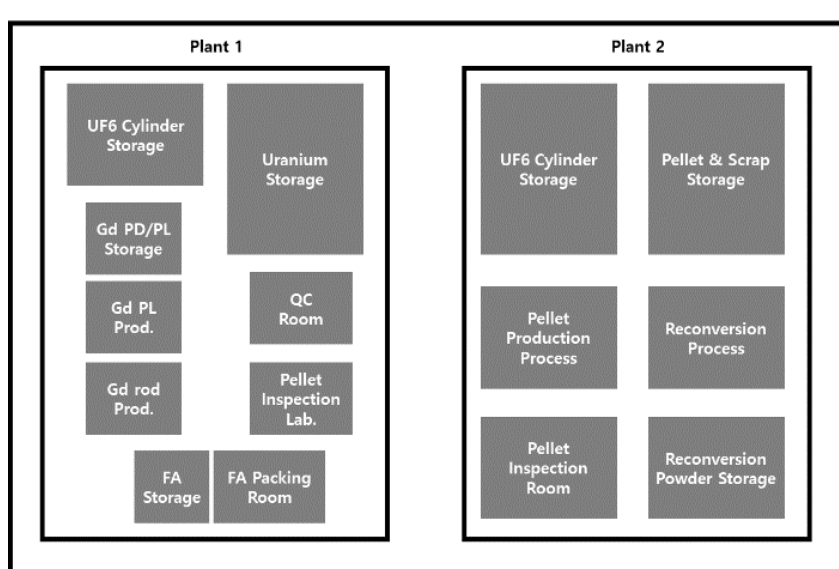 Plant 1
UF6 Cylinder
Storage
Uranium
Storage
Gd PD/PL
Storage
Gd PL
Prod.
QC
Room
Gd rod
Prod.
Pellet
Inspection
Lab.
FA
Storage
FA Packing
Room
Plant 2
UF6 Cylinder
Storage
Pellet & Scrap
Storage
Pellet
Production
Process
Reconversion
Process
Pellet
Inspection
Room
Reconversion
Powder Storage